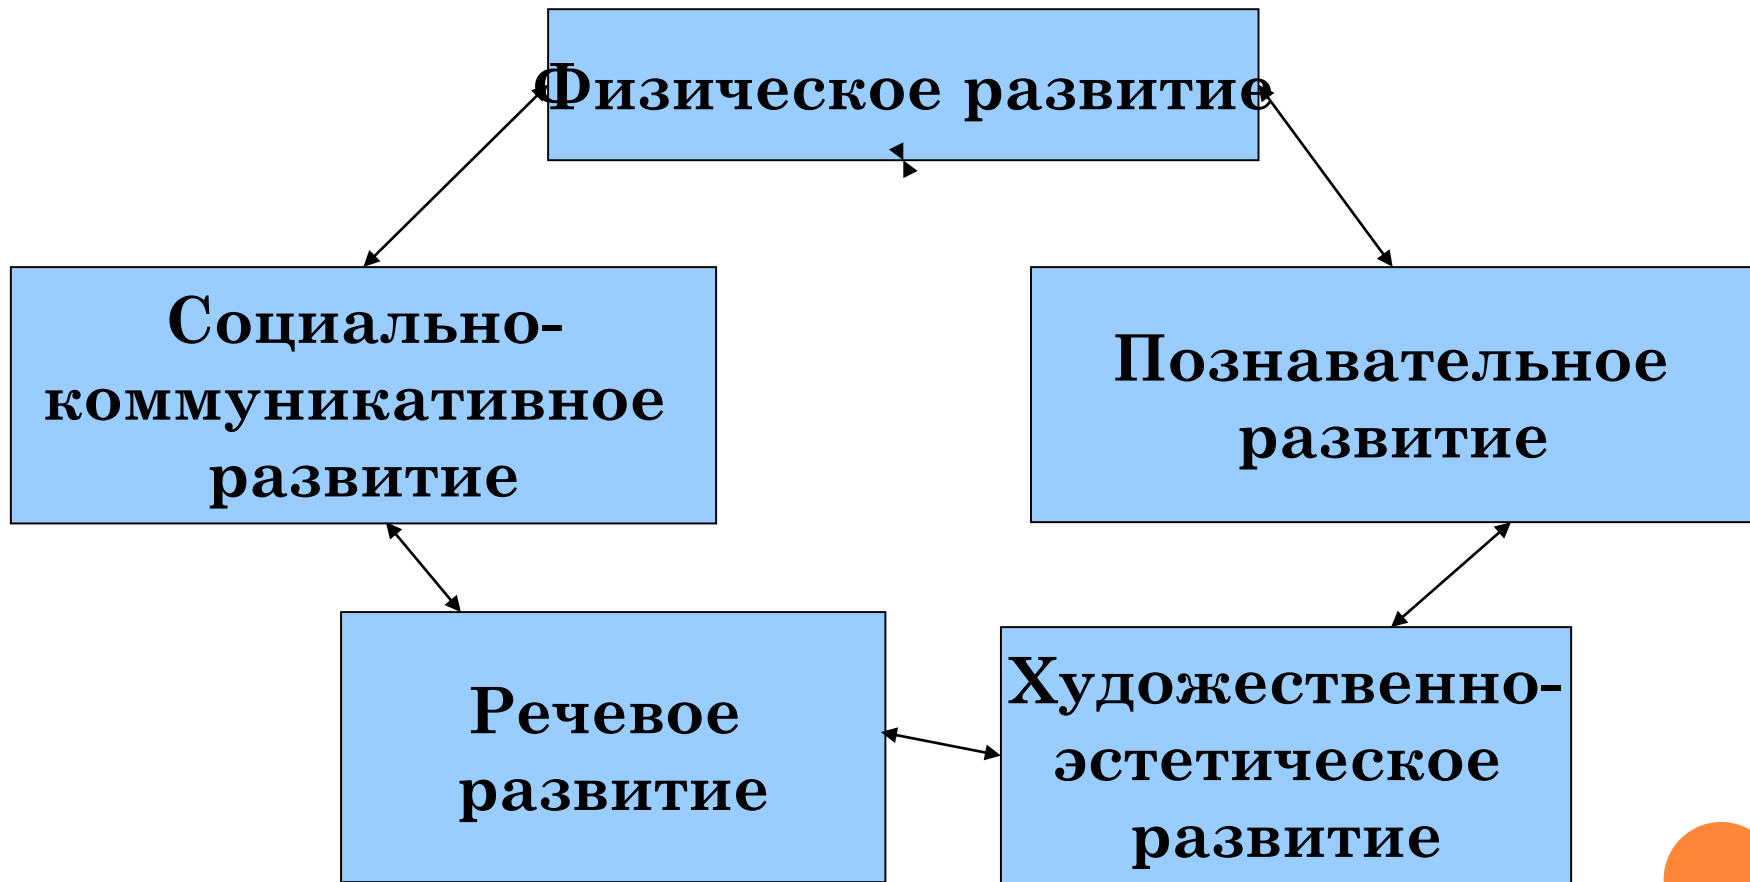 Физическое развитие
Социально-
коммуникативное
развитие
Познавательное
развитие
Речевое
развитие
Художественно-
эстетическое
развитие